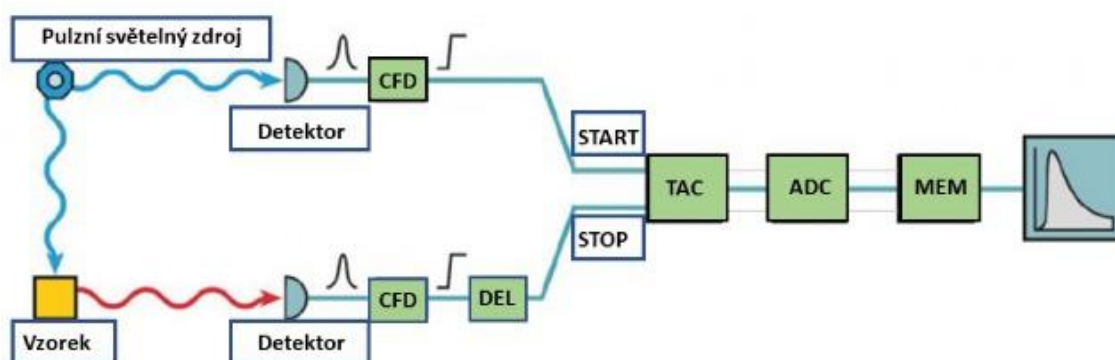 Pulzní světelný zdroj
CFD
Detektor
START
TAC
ADC
MEM
STOP
CFD
DEL
Vzorek
Detektor